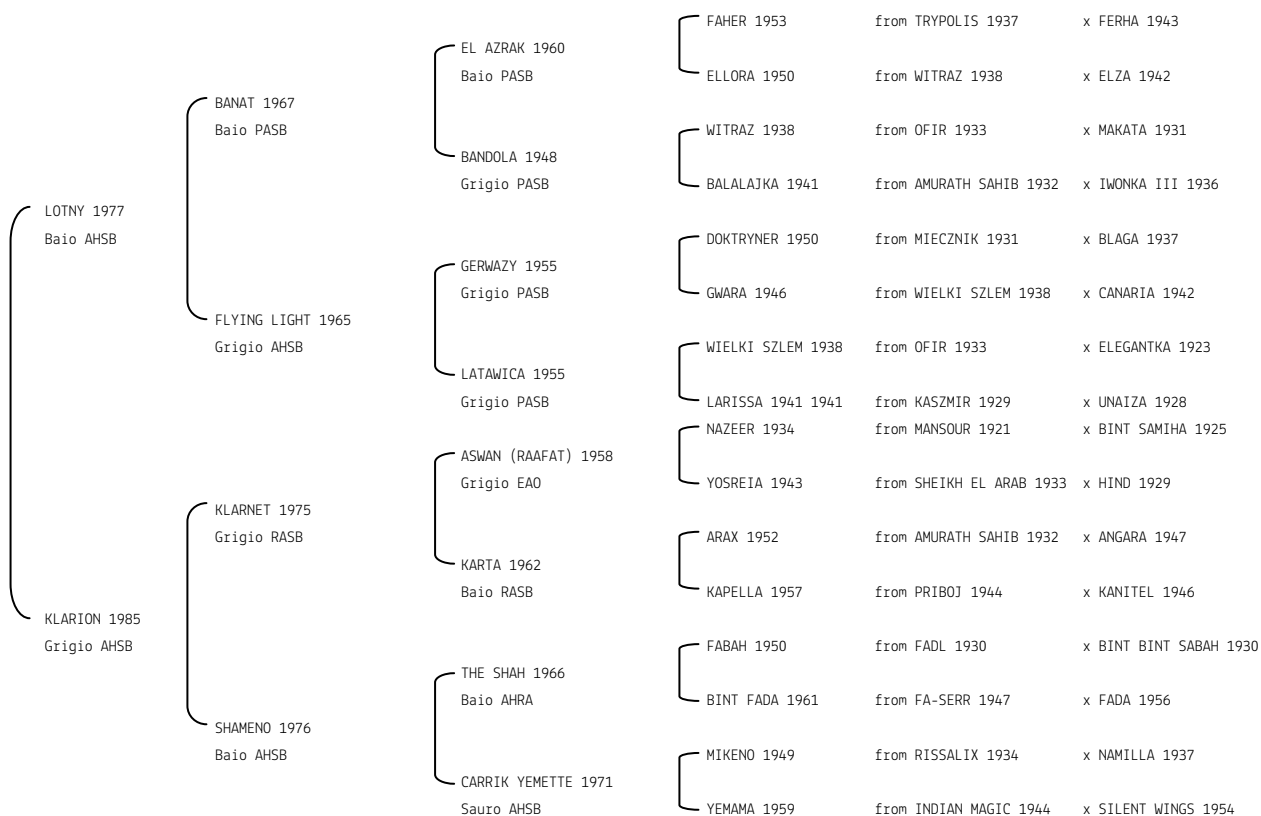 FAHER 1953 from TRYPOLIS 1937 x FERHA 1943
EL AZRAK 1960
Baio PASB
ELLORA 1950 from WITRAZ 1938 x ELZA 1942
BANAT 1967
Baio PASB
WITRAZ 1938 from OFIR 1933 x MAKATA 1931
BANDOLA 1948
Grigio PASB
BALALAJKA 1941 from AMURATH SAHIB 1932 x IWONKA III 1936
LOTNY 1977
Baio AHSB
DOKTRYNER 1950 from MIECZNIK 1931 x BLAGA 1937
GERWAZY 1955
Grigio PASB
GWARA 1946 from WIELKI SZLEM 1938 x CANARIA 1942
FLYING LIGHT 1965
Grigio AHSB
WIELKI SZLEM 1938 from OFIR 1933 x ELEGANTKA 1923
LATAWICA 1955
Grigio PASB
LARISSA 1941 1941 from KASZMIR 1929 x UNAIZA 1928
NAZEER 1934 from MANSOUR 1921 x BINT SAMIHA 1925
ASWAN (RAAFAT) 1958
Grigio EAO
YOSREIA 1943 from SHEIKH EL ARAB 1933 x HIND 1929
KLARNET 1975
Grigio RASB
ARAX 1952 from AMURATH SAHIB 1932 x ANGARA 1947
KARTA 1962
Baio RASB
KAPELLA 1957 from PRIBOJ 1944 x KANITEL 1946
KLARION 1985
Grigio AHSB
FABAH 1950 from FADL 1930 x BINT BINT SABAH 1930
THE SHAH 1966
Baio AHRA
BINT FADA 1961 from FA-SERR 1947 x FADA 1956
SHAMENO 1976
Baio AHSB
MIKENO 1949 from RISSALIX 1934 x NAMILLA 1937
CARRIK YEMETTE 1971
Sauro AHSB
YEMAMA 1959 from INDIAN MAGIC 1944 x SILENT WINGS 1954